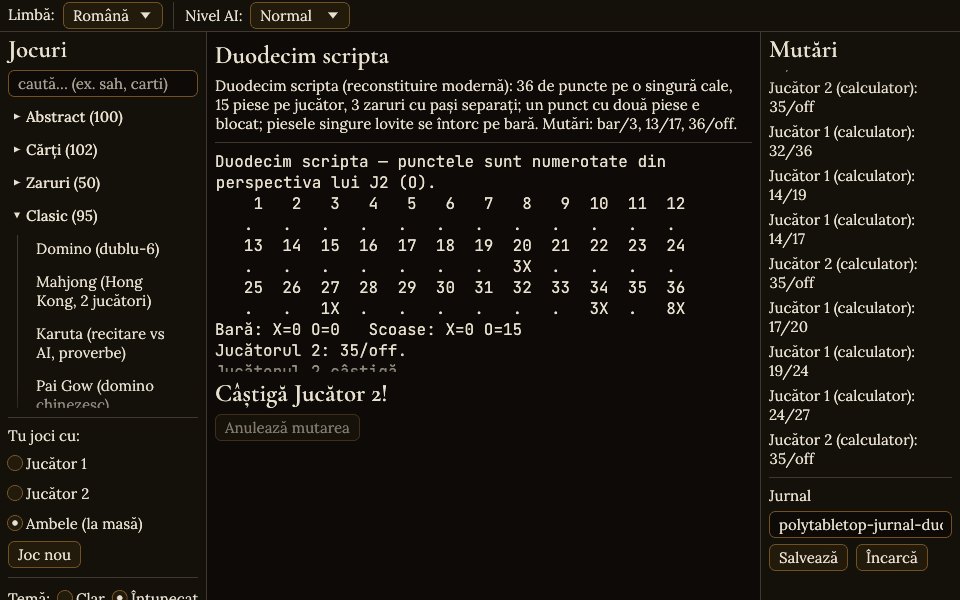 Limbă: Română ▼ Nivel AI: Normal ▼
Jocuri
caută... (ex. sah, carti)
▸ Abstract (100)
▸ Cărți (102)
▸ Zaruri (50)
▾ Clasic (95)
Domino (dublu-6)
Mahjong (Hong
Kong, 2 jucători)
Karuta (recitare vs
AI, proverbe)
Pai Gow (domino
chinezesc)
Tu joci cu:
Jucător 1
Jucător 2
Ambele (la masă)
Joc nou
Temă: Clar Întunecat
Duodecim scripta
Duodecim scripta (reconstituire modernă): 36 de puncte pe o singură cale,
15 piese pe jucător, 3 zaruri cu pași separați; un punct cu două piese e
blocat; piesele singure lovite se întorc pe bară. Mutări: bar/3, 13/17, 36/off.
Duodecim scripta — punctele sunt numerotate din
perspectiva lui J2 (O).
1 2 3 4 5 6 7 8 9 10 11 12
. . . . . . . . . . . .
13 14 15 16 17 18 19 20 21 22 23 24
. . . . . . . 3X . . . .
25 26 27 28 29 30 31 32 33 34 35 36
. . 1X . . . . . . 3X . 8X
Bară: X=0 O=0 Scoase: X=0 O=15
Jucătorul 2: 35/off.
Jucătorul 2 câștigă
Câștigă Jucător 2!
Anulează mutarea
Mutări
Jucător 2 (calculator):
35/off
Jucător 1 (calculator):
32/36
Jucător 1 (calculator):
14/19
Jucător 1 (calculator):
14/17
Jucător 2 (calculator):
35/off
Jucător 1 (calculator):
17/20
Jucător 1 (calculator):
19/24
Jucător 1 (calculator):
24/27
Jucător 2 (calculator):
35/off
Jurnal
polytabletop-jurnal-duo
Salvează Încarcă